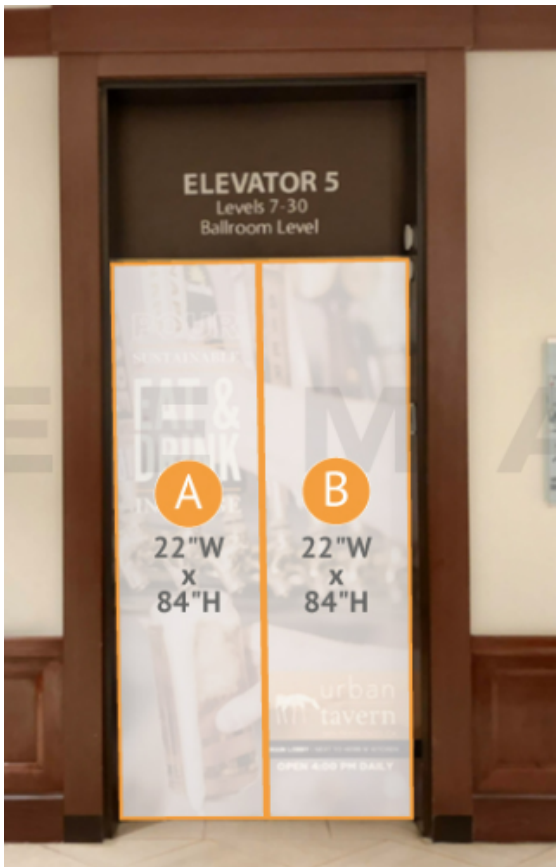 ELEVATOR 5
Levels 7-30
Ballroom Level
SUSTAINABLE
EAT &
DRINK
E E M A
A
22"W
x
84"H
B
22"W
x
84"H
urban
tavern
LOBBY
OPEN 4:00 PM DAILY